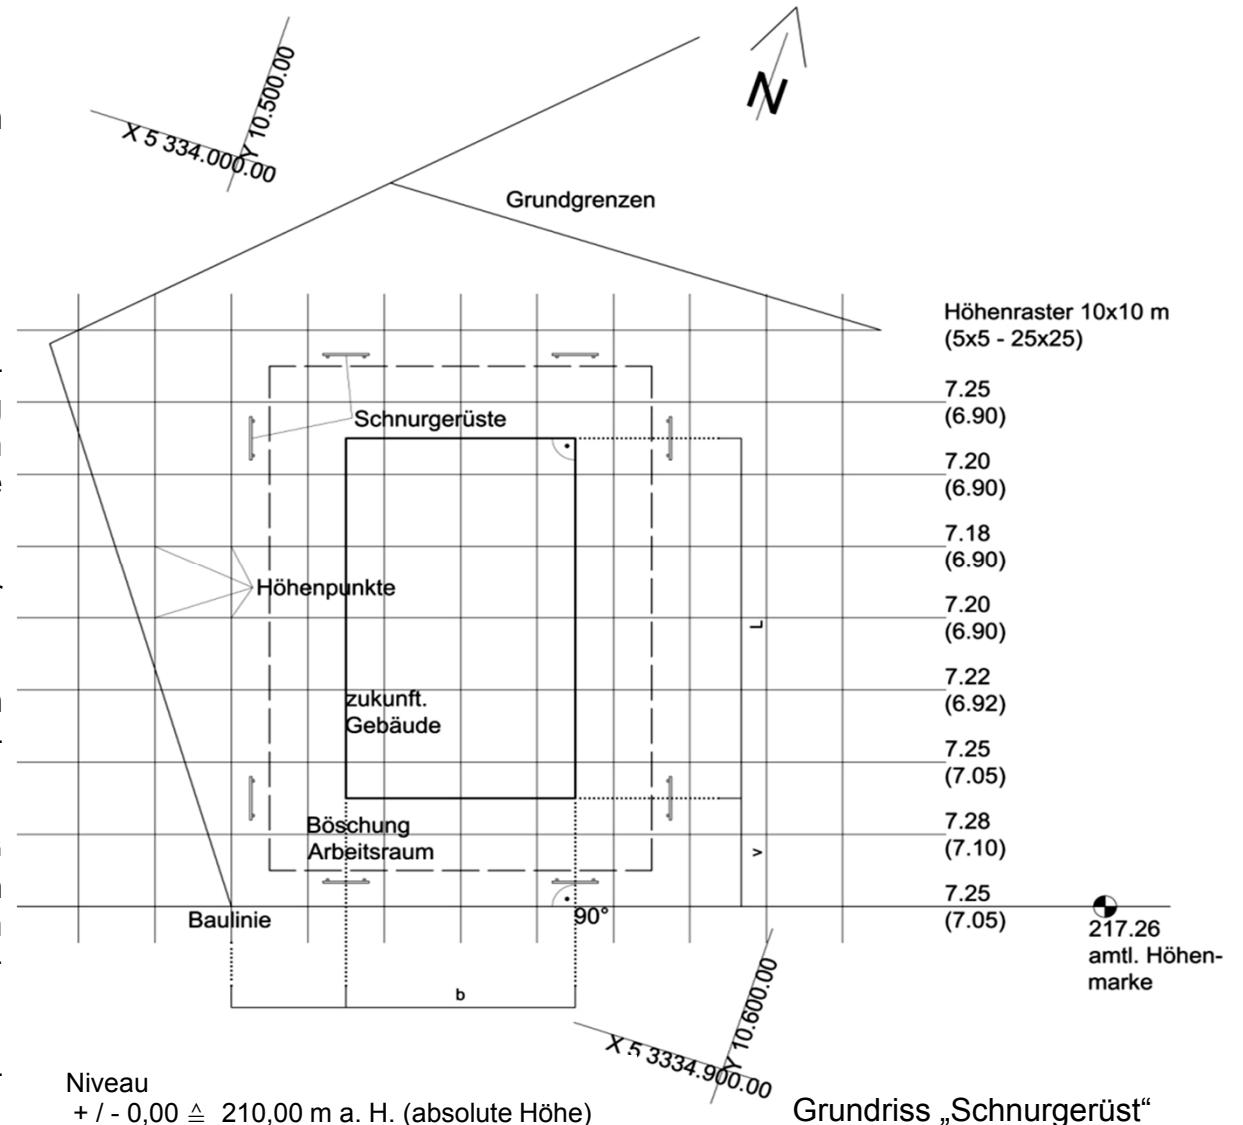 Y 10.500.00
X 5 334.000.00
N
Grundgrenzen
Höhenraster 10x10 m
(5x5 - 25x25)
7.25
(6.90)
Schnurgerüste
7.20
(6.90)
7.18
(6.90)
Höhenpunkte
7.20
(6.90)
L
7.22
(6.92)
zukunft.
Gebäude
7.25
(7.05)
Böschung
Arbeitsraum
7.28
(7.10)
v
7.25
(7.05)
Baulinie
90°
217.26
amtl. Höhen-
marke
b
Y 10.600.00
X 5 3334.900.00
Niveau
+ / - 0,00 ≙ 210,00 m a. H. (absolute Höhe)
Grundriss „Schnurgerüst“